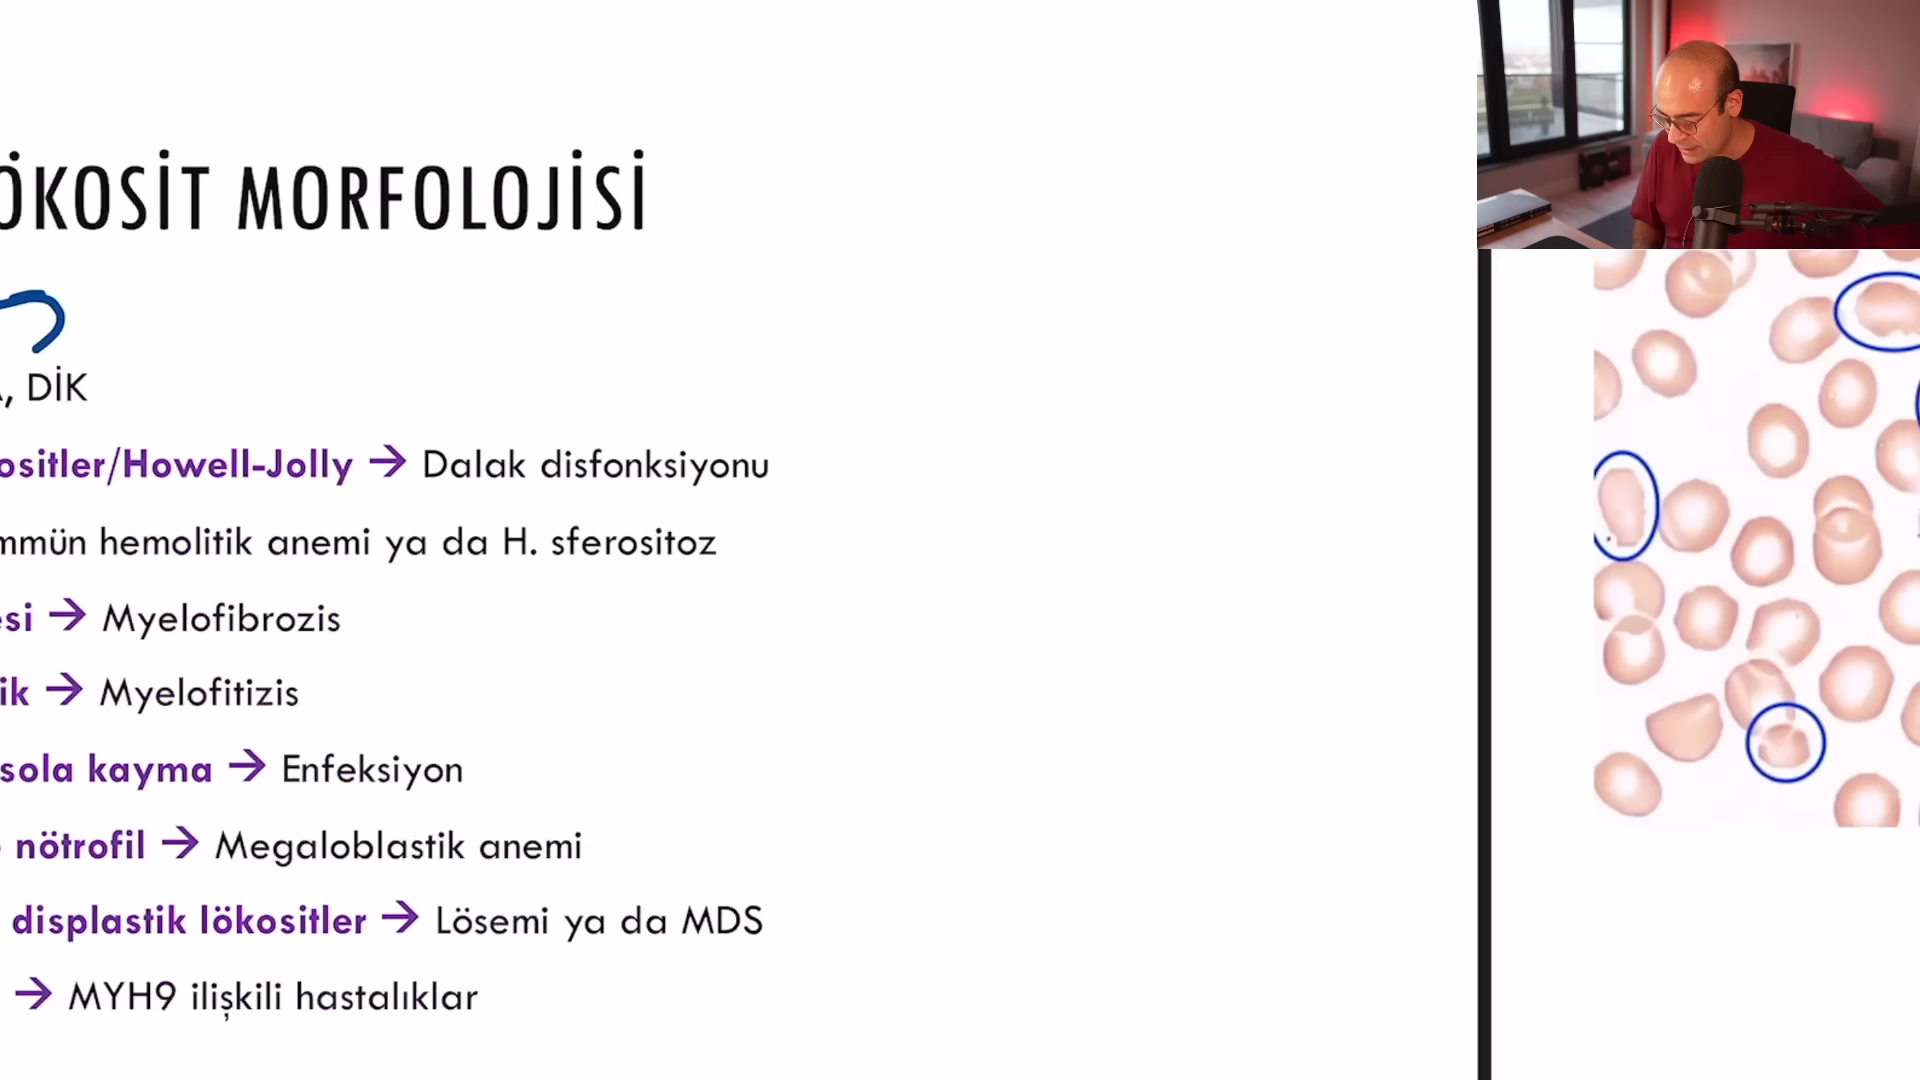 ÖKOSİT MORFOLOJİSİ
, DİK
ositler/Howell-Jolly → Dalak disfonksiyonu
mmün hemolitik anemi ya da H. sferositoz
esi → Myelofibrozis
ik → Myelofitizis
sola kayma → Enfeksiyon
nötrofil → Megaloblastik anemi
displastik lökositler → Lösemi ya da MDS
→ MYH9 ilişkili hastalıklar